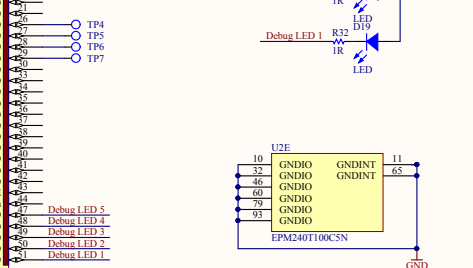 1R
LED
D19
Debug LED 1
R32
1R
LED
26
TP4
27
TP5
28
TP6
29
TP7
30
33
34
35
36
37
38
39
40
41
42
43
44
47
Debug LED 5
48
Debug LED 4
49
Debug LED 3
50
Debug LED 2
51
Debug LED 1
U2E
10 GNDIO GNDINT 11
32 GNDIO GNDINT 65
46 GNDIO
60 GNDIO
79 GNDIO
93 GNDIO
EPM240T100C5N
GND